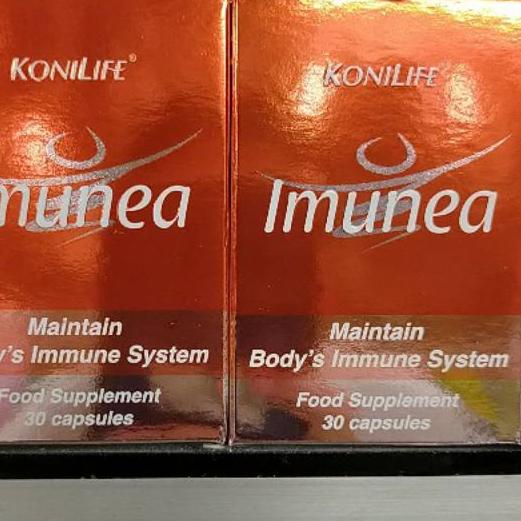 KONILIFE®
munea
Maintain
y's Immune System
Food Supplement
30 capsules
KONILIFE
Imunea
Maintain
Body's Immune System
Food Supplement
30 capsules